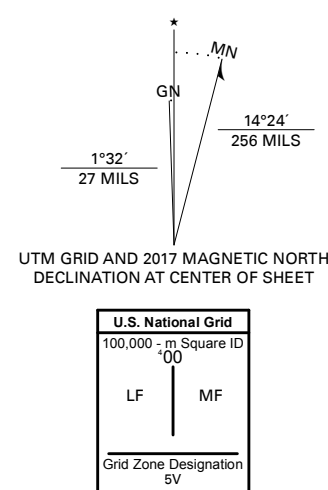 ★
MN
GN
14°24´
256 MILS
1°32´
27 MILS
UTM GRID AND 2017 MAGNETIC NORTH
DECLINATION AT CENTER OF SHEET
U.S. National Grid
100,000 - m Square ID
⁴00
LF MF
Grid Zone Designation
5V